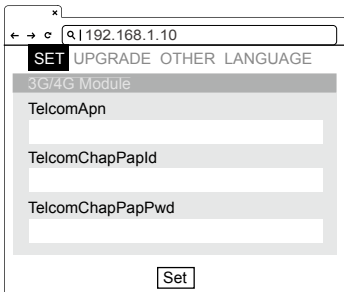 192.168.1.10
SET UPGRADE OTHER LANGUAGE
3G/4G Module
TelcomApn
TelcomChapPapId
TelcomChapPapPwd
Set